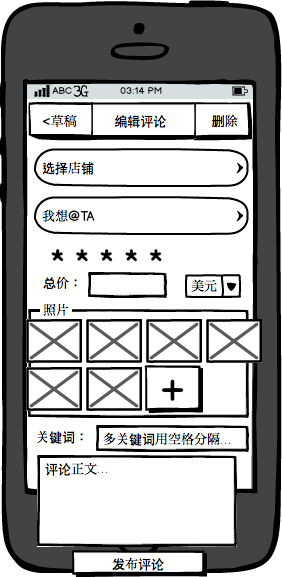 ABC 3G 03:14 PM
<草稿 编辑评论 删除
选择店铺 >
我想@TA >
* * * * *
总价： 美元
照片
+
关键词： 多关键词用空格分隔...
评论正文...
发布评论